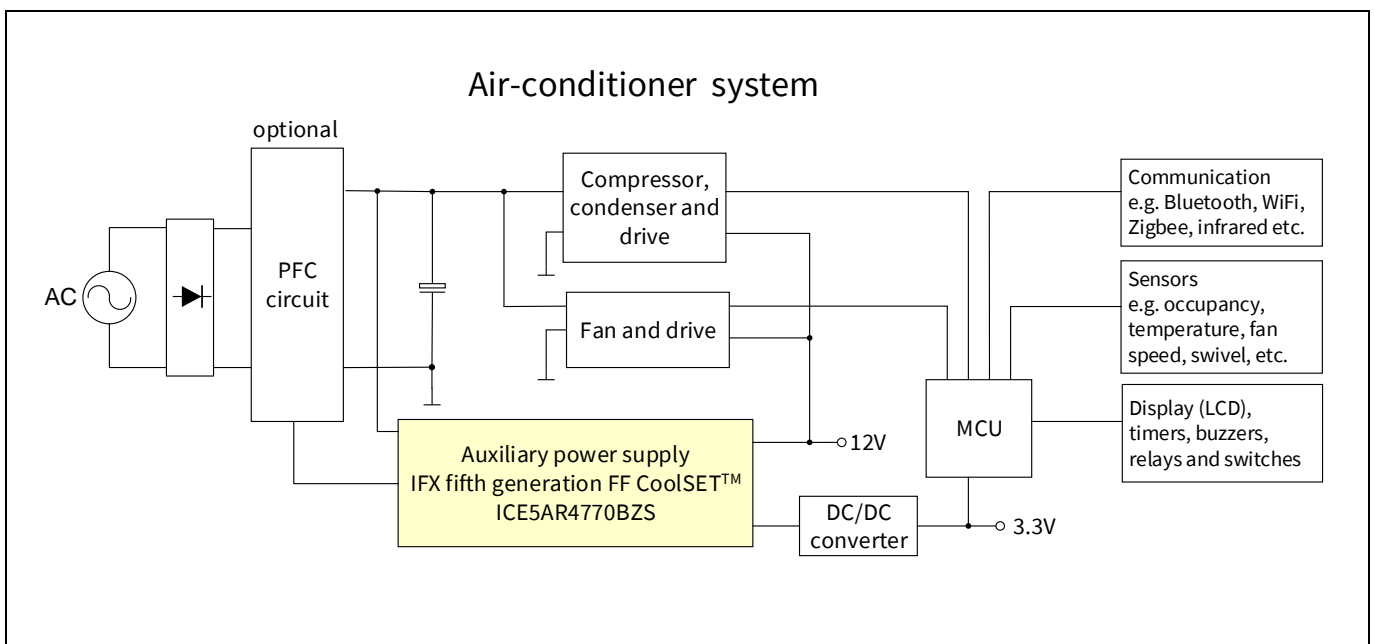 Air-conditioner system
optional
AC
PFC
circuit
Compressor,
condenser and
drive
Fan and drive
Auxiliary power supply
IFX fifth generation FF CoolSET™
ICE5AR4770BZS
12V
DC/DC
converter
3.3V
MCU
Communication
e.g. Bluetooth, WiFi,
Zigbee, infrared etc.
Sensors
e.g. occupancy,
temperature, fan
speed, swivel, etc.
Display (LCD),
timers, buzzers,
relays and switches